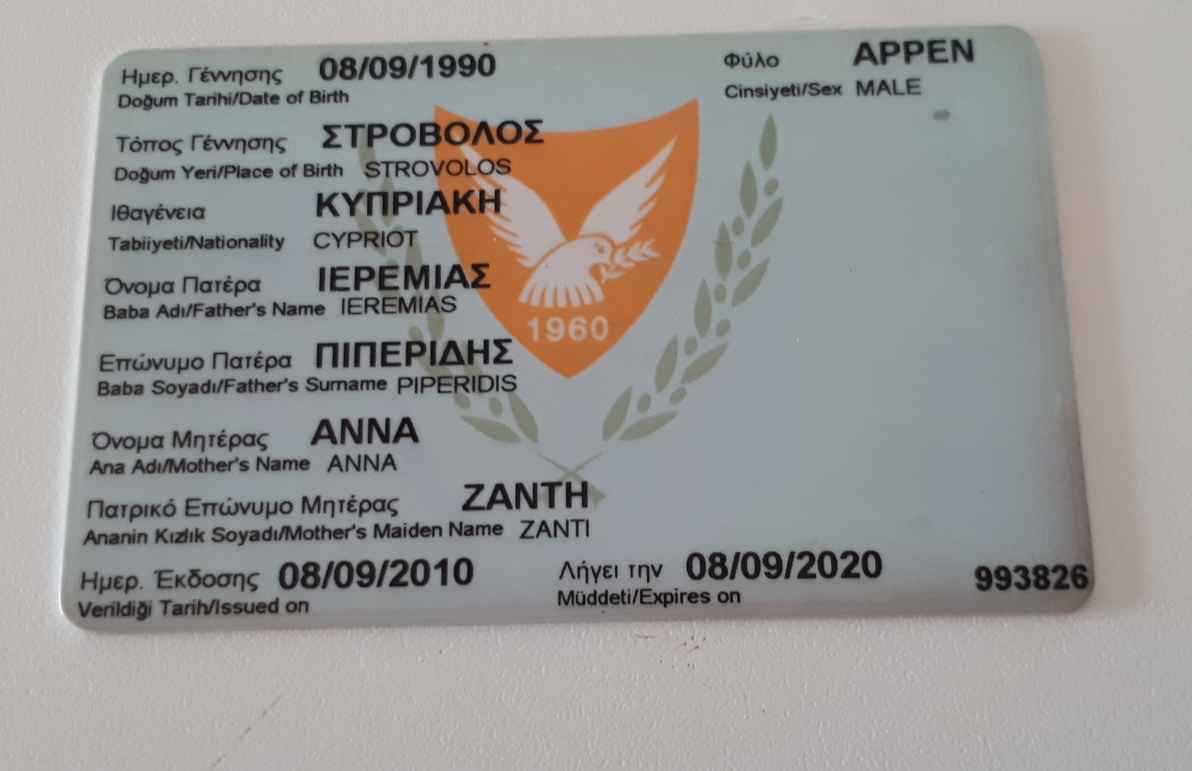 Ημερ. Γέννησης 08/09/1990 Φύλο ΑΡΡΕΝ
Doğum Tarihi/Date of Birth Cinsiyeti/Sex MALE
Τόπος Γέννησης ΣΤΡΟΒΟΛΟΣ
Doğum Yeri/Place of Birth STROVOLOS
Ιθαγένεια ΚΥΠΡΙΑΚΗ
Tabiiyeti/Nationality CYPRIOT
Όνομα Πατέρα ΙΕΡΕΜΙΑΣ
Baba Adı/Father's Name IEREMIAS
1960
Επώνυμο Πατέρα ΠΙΠΕΡΙΔΗΣ
Baba Soyadı/Father's Surname PIPERIDIS
Όνομα Μητέρας ΑΝΝΑ
Ana Adı/Mother's Name ANNA
Πατρικό Επώνυμο Μητέρας ΖΑΝΤΗ
Ananin Kızlık Soyadı/Mother's Maiden Name ZANTI
Ημερ. Έκδοσης 08/09/2010 Λήγει την 08/09/2020 993826
Verildiği Tarih/Issued on Müddeti/Expires on